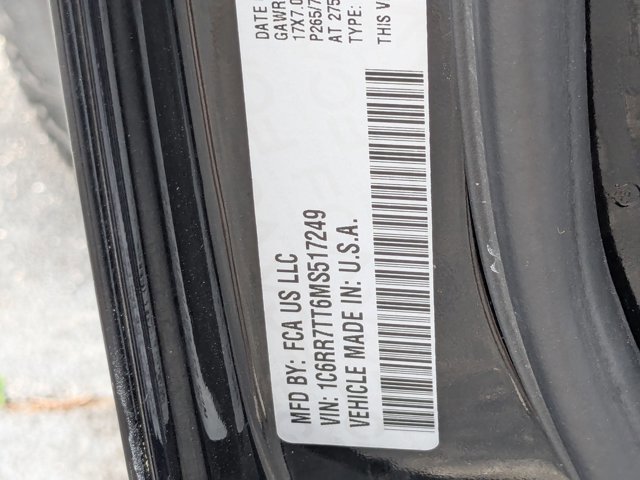 MFD BY: FCA US LLC
VIN: 1C6RR7TT6MS517249
VEHICLE MADE IN: U.S.A.
DATE
GAWR
17X7.0
P265/7
AT 275
TYPE:
THIS V